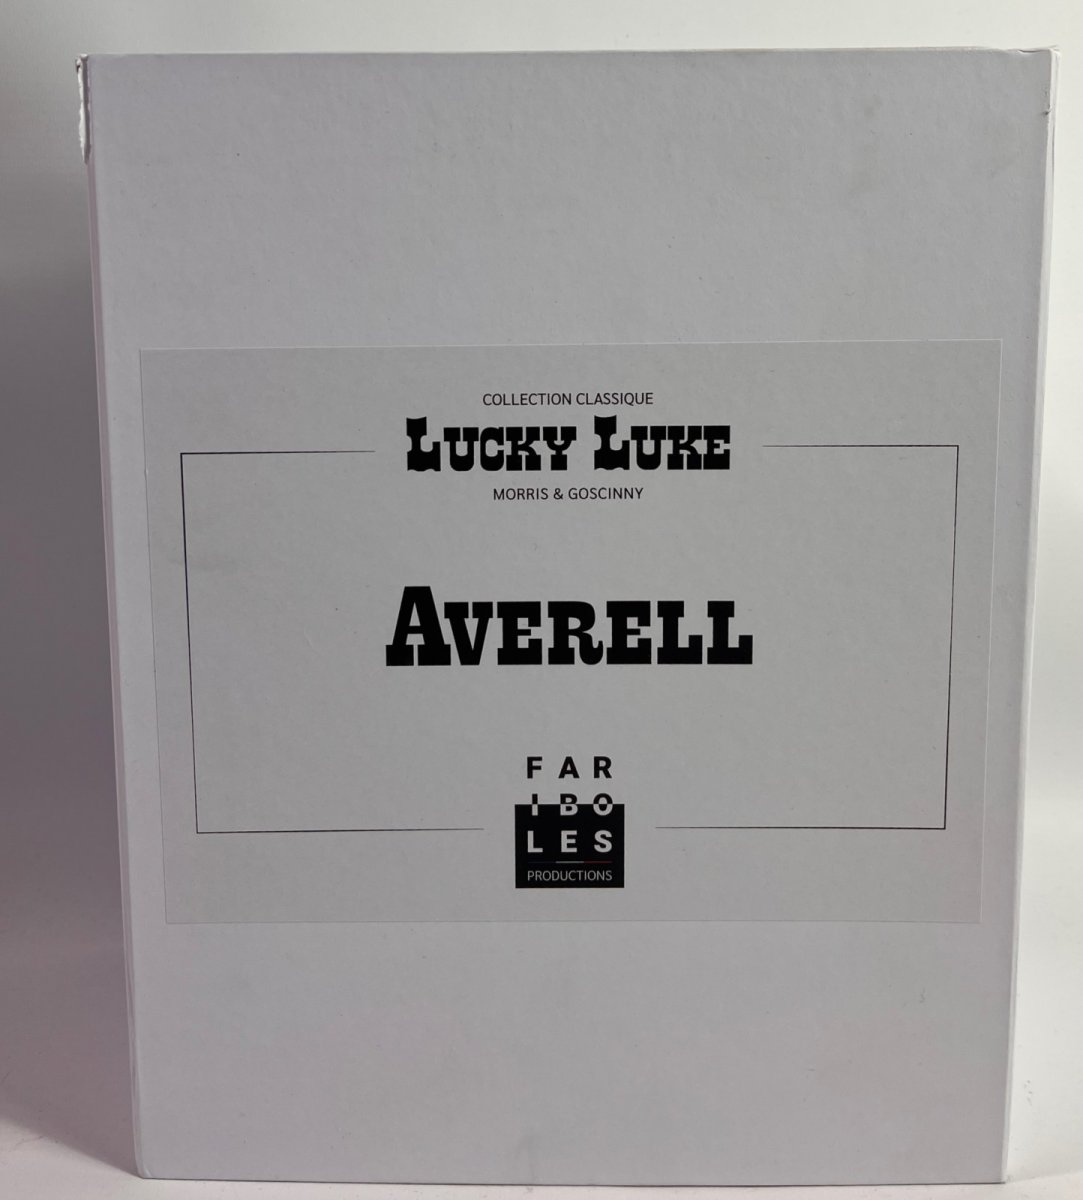 COLLECTION CLASSIQUE
LUCKY LUKE
MORRIS & GOSCINNY
AVERELL
FAR
IBO
LES
PRODUCTIONS